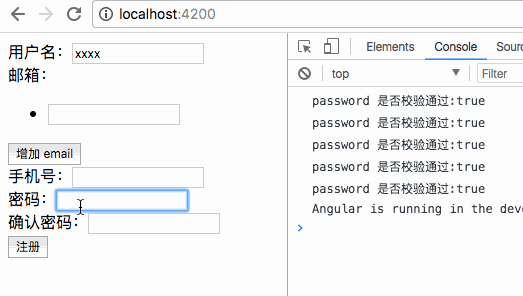 localhost:4200
用户名: xxxx
邮箱:
增加 email
手机号:
密码:
确认密码:
注册
Elements Console Sou
top Filter
password 是否校验通过:true
password 是否校验通过:true
password 是否校验通过:true
password 是否校验通过:true
password 是否校验通过:true
Angular is running in the deve